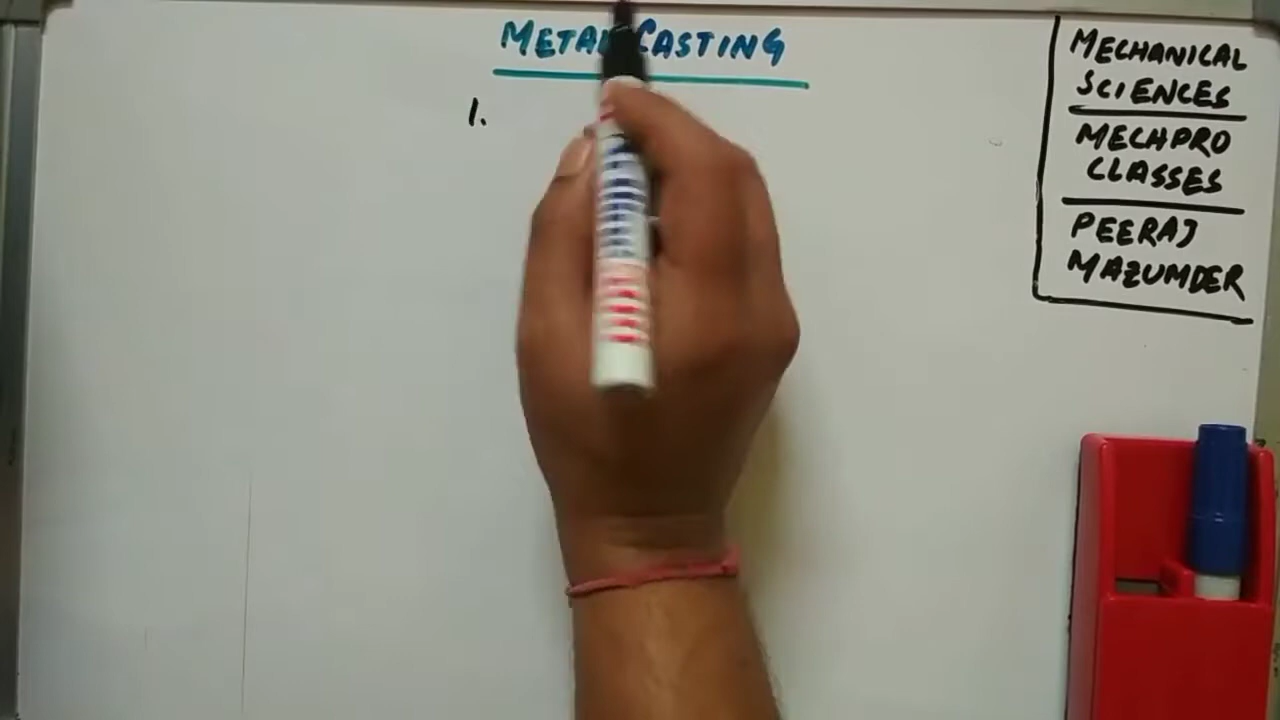 METAL CASTING
1.
MECHANICAL
SCIENCES
MECHPRO
CLASSES
PEERAJ
MAZUMDER